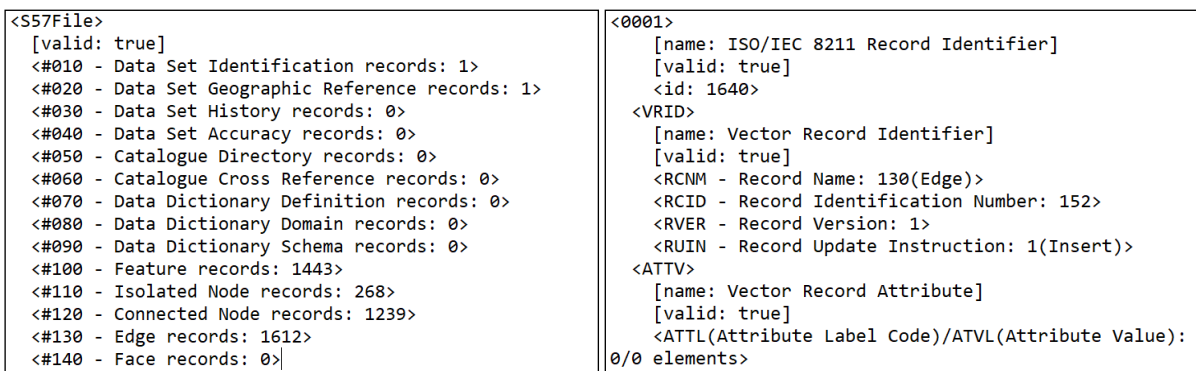 <S57File>
[valid: true]
<#010 - Data Set Identification records: 1>
<#020 - Data Set Geographic Reference records: 1>
<#030 - Data Set History records: 0>
<#040 - Data Set Accuracy records: 0>
<#050 - Catalogue Directory records: 0>
<#060 - Catalogue Cross Reference records: 0>
<#070 - Data Dictionary Definition records: 0>
<#080 - Data Dictionary Domain records: 0>
<#090 - Data Dictionary Schema records: 0>
<#100 - Feature records: 1443>
<#110 - Isolated Node records: 268>
<#120 - Connected Node records: 1239>
<#130 - Edge records: 1612>
<#140 - Face records: 0>
<0001>
[name: ISO/IEC 8211 Record Identifier]
[valid: true]
<id: 1640>
<VRID>
[name: Vector Record Identifier]
[valid: true]
<RCNM - Record Name: 130(Edge)>
<RCID - Record Identification Number: 152>
<RVER - Record Version: 1>
<RUIN - Record Update Instruction: 1(Insert)>
<ATTV>
[name: Vector Record Attribute]
[valid: true]
<ATTL(Attribute Label Code)/ATVL(Attribute Value):
0/0 elements>